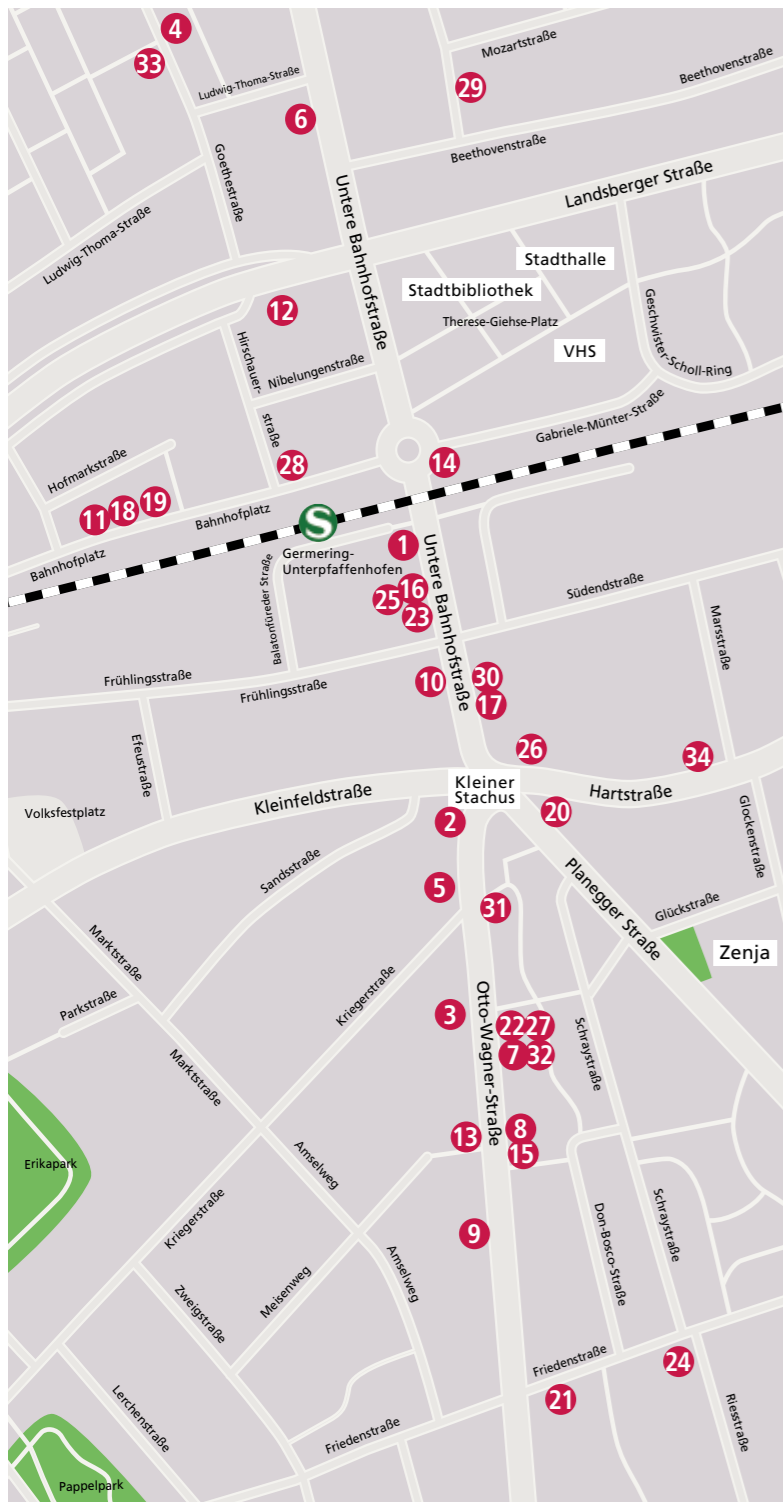 4
33
Mozartstraße
29
Beethovenstraße
Ludwig-Thoma-Straße
6
Beethovenstraße
Goethestraße
Landsberger Straße
Untere Bahnhofstraße
Ludwig-Thoma-Straße
Stadthalle
Stadtbibliothek
12
Therese-Giehse-Platz
VHS
Geschwister-Scholl-Ring
Hirschauer-
straße
Nibelungenstraße
Gabriele-Münter-Straße
28
14
Hofmarkstraße
11
18
19
Bahnhofplatz
S
Bahnhofplatz
Germering-
Unterpfaffenhofen
1
Untere Bahnhofstraße
Balatonfüreder Straße
16
25
23
Südendstraße
Marsstraße
Frühlingsstraße
Frühlingsstraße
10
30
17
Efeustraße
26
34
Kleiner
Stachus
Kleinfeldstraße
Hartstraße
Volksfestplatz
2
20
Glockenstraße
Sandsstraße
Planegger Straße
5
31
Glückstraße
Marktstraße
Zenja
Kriegerstraße
Parkstraße
3
Otto-Wagner-Straße
22
27
7
32
Schraystraße
Marktstraße
13
8
15
Erikapark
Amselweg
Kriegerstraße
9
Don-Bosco-Straße
Schraystraße
Amselweg
Meisenweg
Zweigstraße
Friedenstraße
24
21
Lerchenstraße
Friedenstraße
Riesstraße
Pappelpark